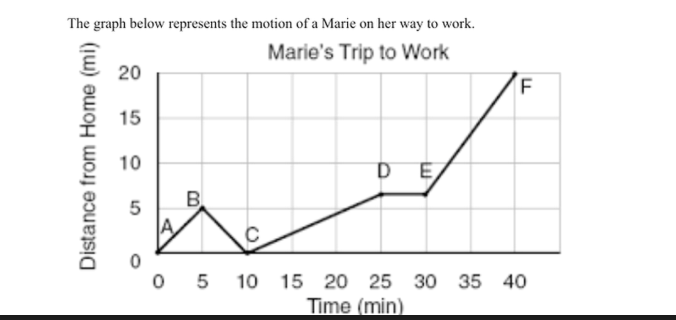 The graph below represents the motion of a Marie on her way to work.
Marie's Trip to Work
Distance from Home (mi)
20
15
10
5
0
A
B
C
D
E
F
0 5 10 15 20 25 30 35 40
Time (min)